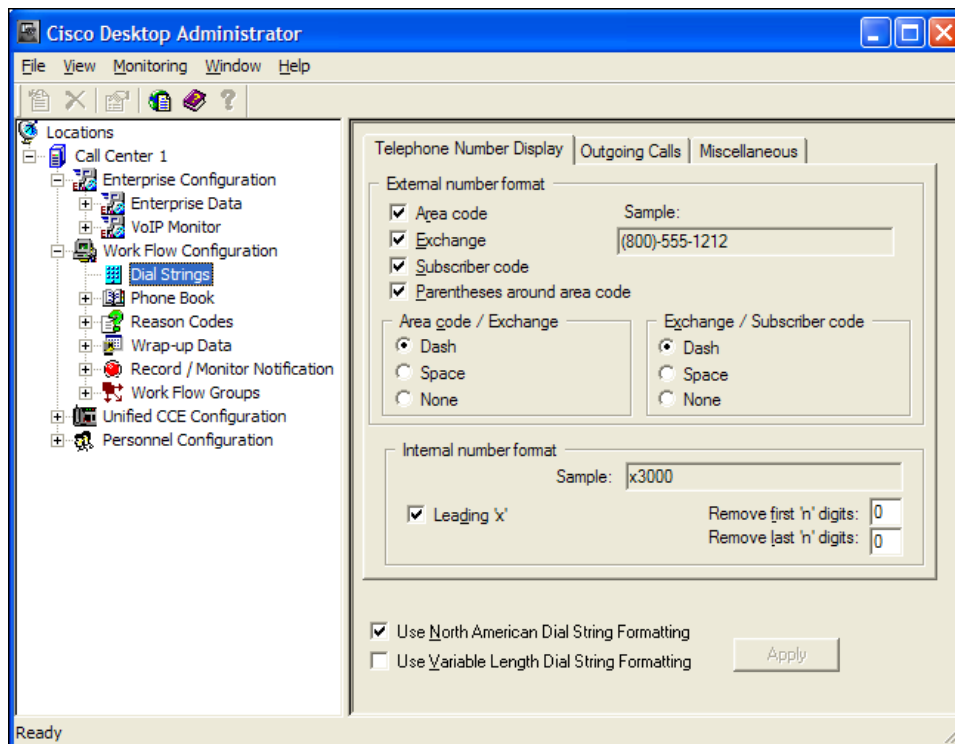 Cisco Desktop Administrator
File View Monitoring Window Help
Locations
Call Center 1
Enterprise Configuration
Enterprise Data
VoIP Monitor
Work Flow Configuration
Dial Strings
Phone Book
Reason Codes
Wrap-up Data
Record / Monitor Notification
Work Flow Groups
Unified CCE Configuration
Personnel Configuration
Telephone Number Display Outgoing Calls Miscellaneous
External number format
Area code Sample:
Exchange (800)-555-1212
Subscriber code
Parentheses around area code
Area code / Exchange Exchange / Subscriber code
Dash Dash
Space Space
None None
Internal number format
Sample: x3000
Leading 'x' Remove first 'n' digits: 0
Remove last 'n' digits: 0
Use North American Dial String Formatting
Use Variable Length Dial String Formatting Apply
Ready